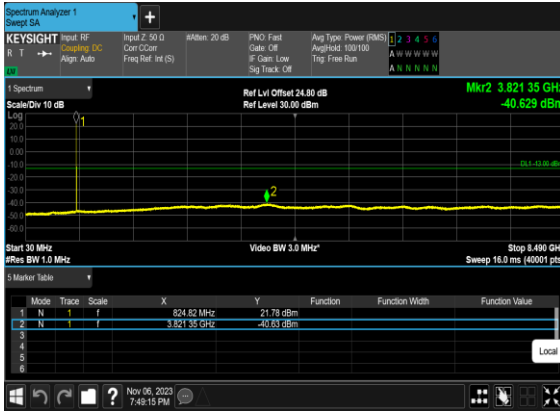 Spectrum Analyzer 1
Swept SA
+
KEYSIGHT
R T
Input: RF
Coupling: DC
Align: Auto
Input Z: 50 Ω
Corr CCorr
Freq Ref: Int (S)
#Atten: 20 dB
PNO: Fast
Gate: Off
IF Gain: Low
Sig Track: Off
Avg Type: Power (RMS)
Avg|Hold: 100/100
Trig: Free Run
1 2 3 4 5 6
A W W W W W
A N N N N N
1 Spectrum
Scale/Div 10 dB
Ref Lvl Offset 24.80 dB
Ref Level 30.00 dBm
Mkr2 3.821 35 GHz
-40.629 dBm
Log
20.0
10.0
0.00
-10.0
-20.0
-30.0
-40.0
-50.0
-60.0
1
2
DL1 -13.00 dBm
Start 30 MHz
#Res BW 1.0 MHz
Video BW 3.0 MHz*
Stop 8.490 GHz
Sweep 16.0 ms (40001 pts)
5 Marker Table
Mode Trace Scale X Y Function Function Width Function Value
1 N 1 f 824.82 MHz 21.78 dBm
2 N 1 f 3.821 35 GHz -40.63 dBm
3
4
5
6
Local
?
Nov 06, 2023
7:49:15 PM